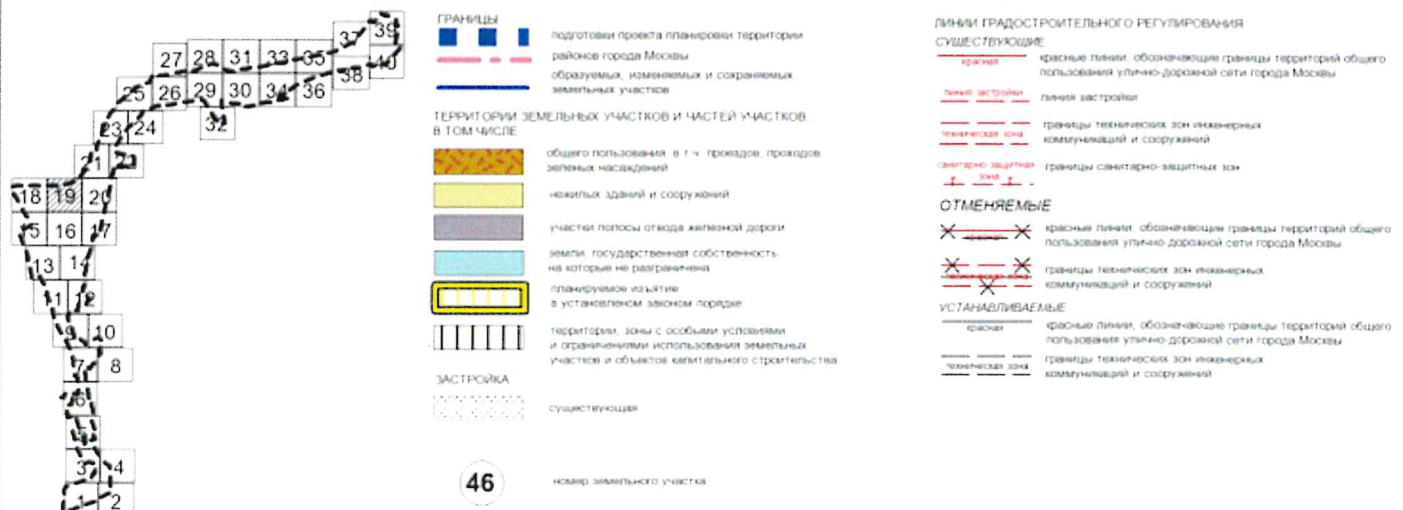 39
37
27 28 31 33 35
38 40
25 26 29 30 34 36
32
23 24
21 22
18 19 20
15 16 17
13 14
11 12
9 10
7 8
6
5
3 4
1 2
ГРАНИЦЫ
подготовки проекта планировки территории
районов города Москвы
образуемых, изменяемых и сохраняемых
земельных участков
ТЕРРИТОРИИ ЗЕМЕЛЬНЫХ УЧАСТКОВ И ЧАСТЕЙ УЧАСТКОВ,
В ТОМ ЧИСЛЕ
общего пользования, в т.ч. проездов, проходов,
зеленых насаждений
нежилых зданий и сооружений
участки полосы отвода железной дороги
земли, государственная собственность
на которые не разграничена
планируемое изъятие
в установленом законом порядке
территории, зоны с особыми условиями
и ограничениями использования земельных
участков и объектов капитального строительства
ЗАСТРОЙКА
существующая
46
номер земельного участка
ЛИНИИ ГРАДОСТРОИТЕЛЬНОГО РЕГУЛИРОВАНИЯ
СУЩЕСТВУЮЩИЕ
красная
красные линии, обозначающие границы территорий общего
пользования улично-дорожной сети города Москвы
линия застройки
линия застройки
техническая зона
границы технических зон инженерных
коммуникаций и сооружений
санитарно-защитная
зона
границы санитарно-защитных зон
ОТМЕНЯЕМЫЕ
красная
красные линии, обозначающие границы территорий общего
пользования улично-дорожной сети города Москвы
техническая зона
границы технических зон инженерных
коммуникаций и сооружений
УСТАНАВЛИВАЕМЫЕ
красная
красные линии, обозначающие границы территорий общего
пользования улично-дорожной сети города Москвы
техническая зона
границы технических зон инженерных
коммуникаций и сооружений